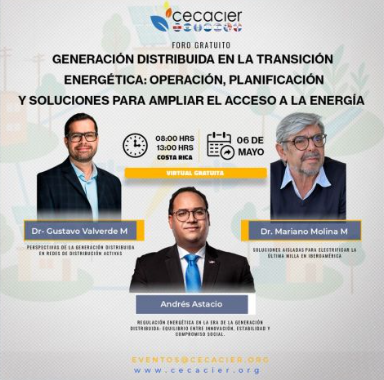 cecacier
FORO GRATUITO
GENERACIÓN DISTRIBUIDA EN LA TRANSICIÓN
ENERGÉTICA: OPERACIÓN, PLANIFICACIÓN
Y SOLUCIONES PARA AMPLIAR EL ACCESO A LA ENERGÍA
08:00 HRS
13:00 HRS
COSTA RICA
06 DE
MAYO
VIRTUAL GRATUITA
Dr- Gustavo Valverde M
PERSPECTIVAS DE LA GENERACIÓN DISTRIBUIDA
EN REDES DE DISTRIBUCIÓN ACTIVAS
Dr. Mariano Molina M
SOLUCIONES AISLADAS PARA ELECTRIFICAR LA
ÚLTIMA MILLA EN IBEROAMÉRICA
Andrés Astacio
REGULACIÓN ENERGÉTICA EN LA ERA DE LA GENERACIÓN
DISTRIBUIDA: EQUILIBRIO ENTRE INNOVACIÓN, ESTABILIDAD Y
COMPROMISO SOCIAL.
EVENTOS@CECACIER.ORG
www.cecacier.org